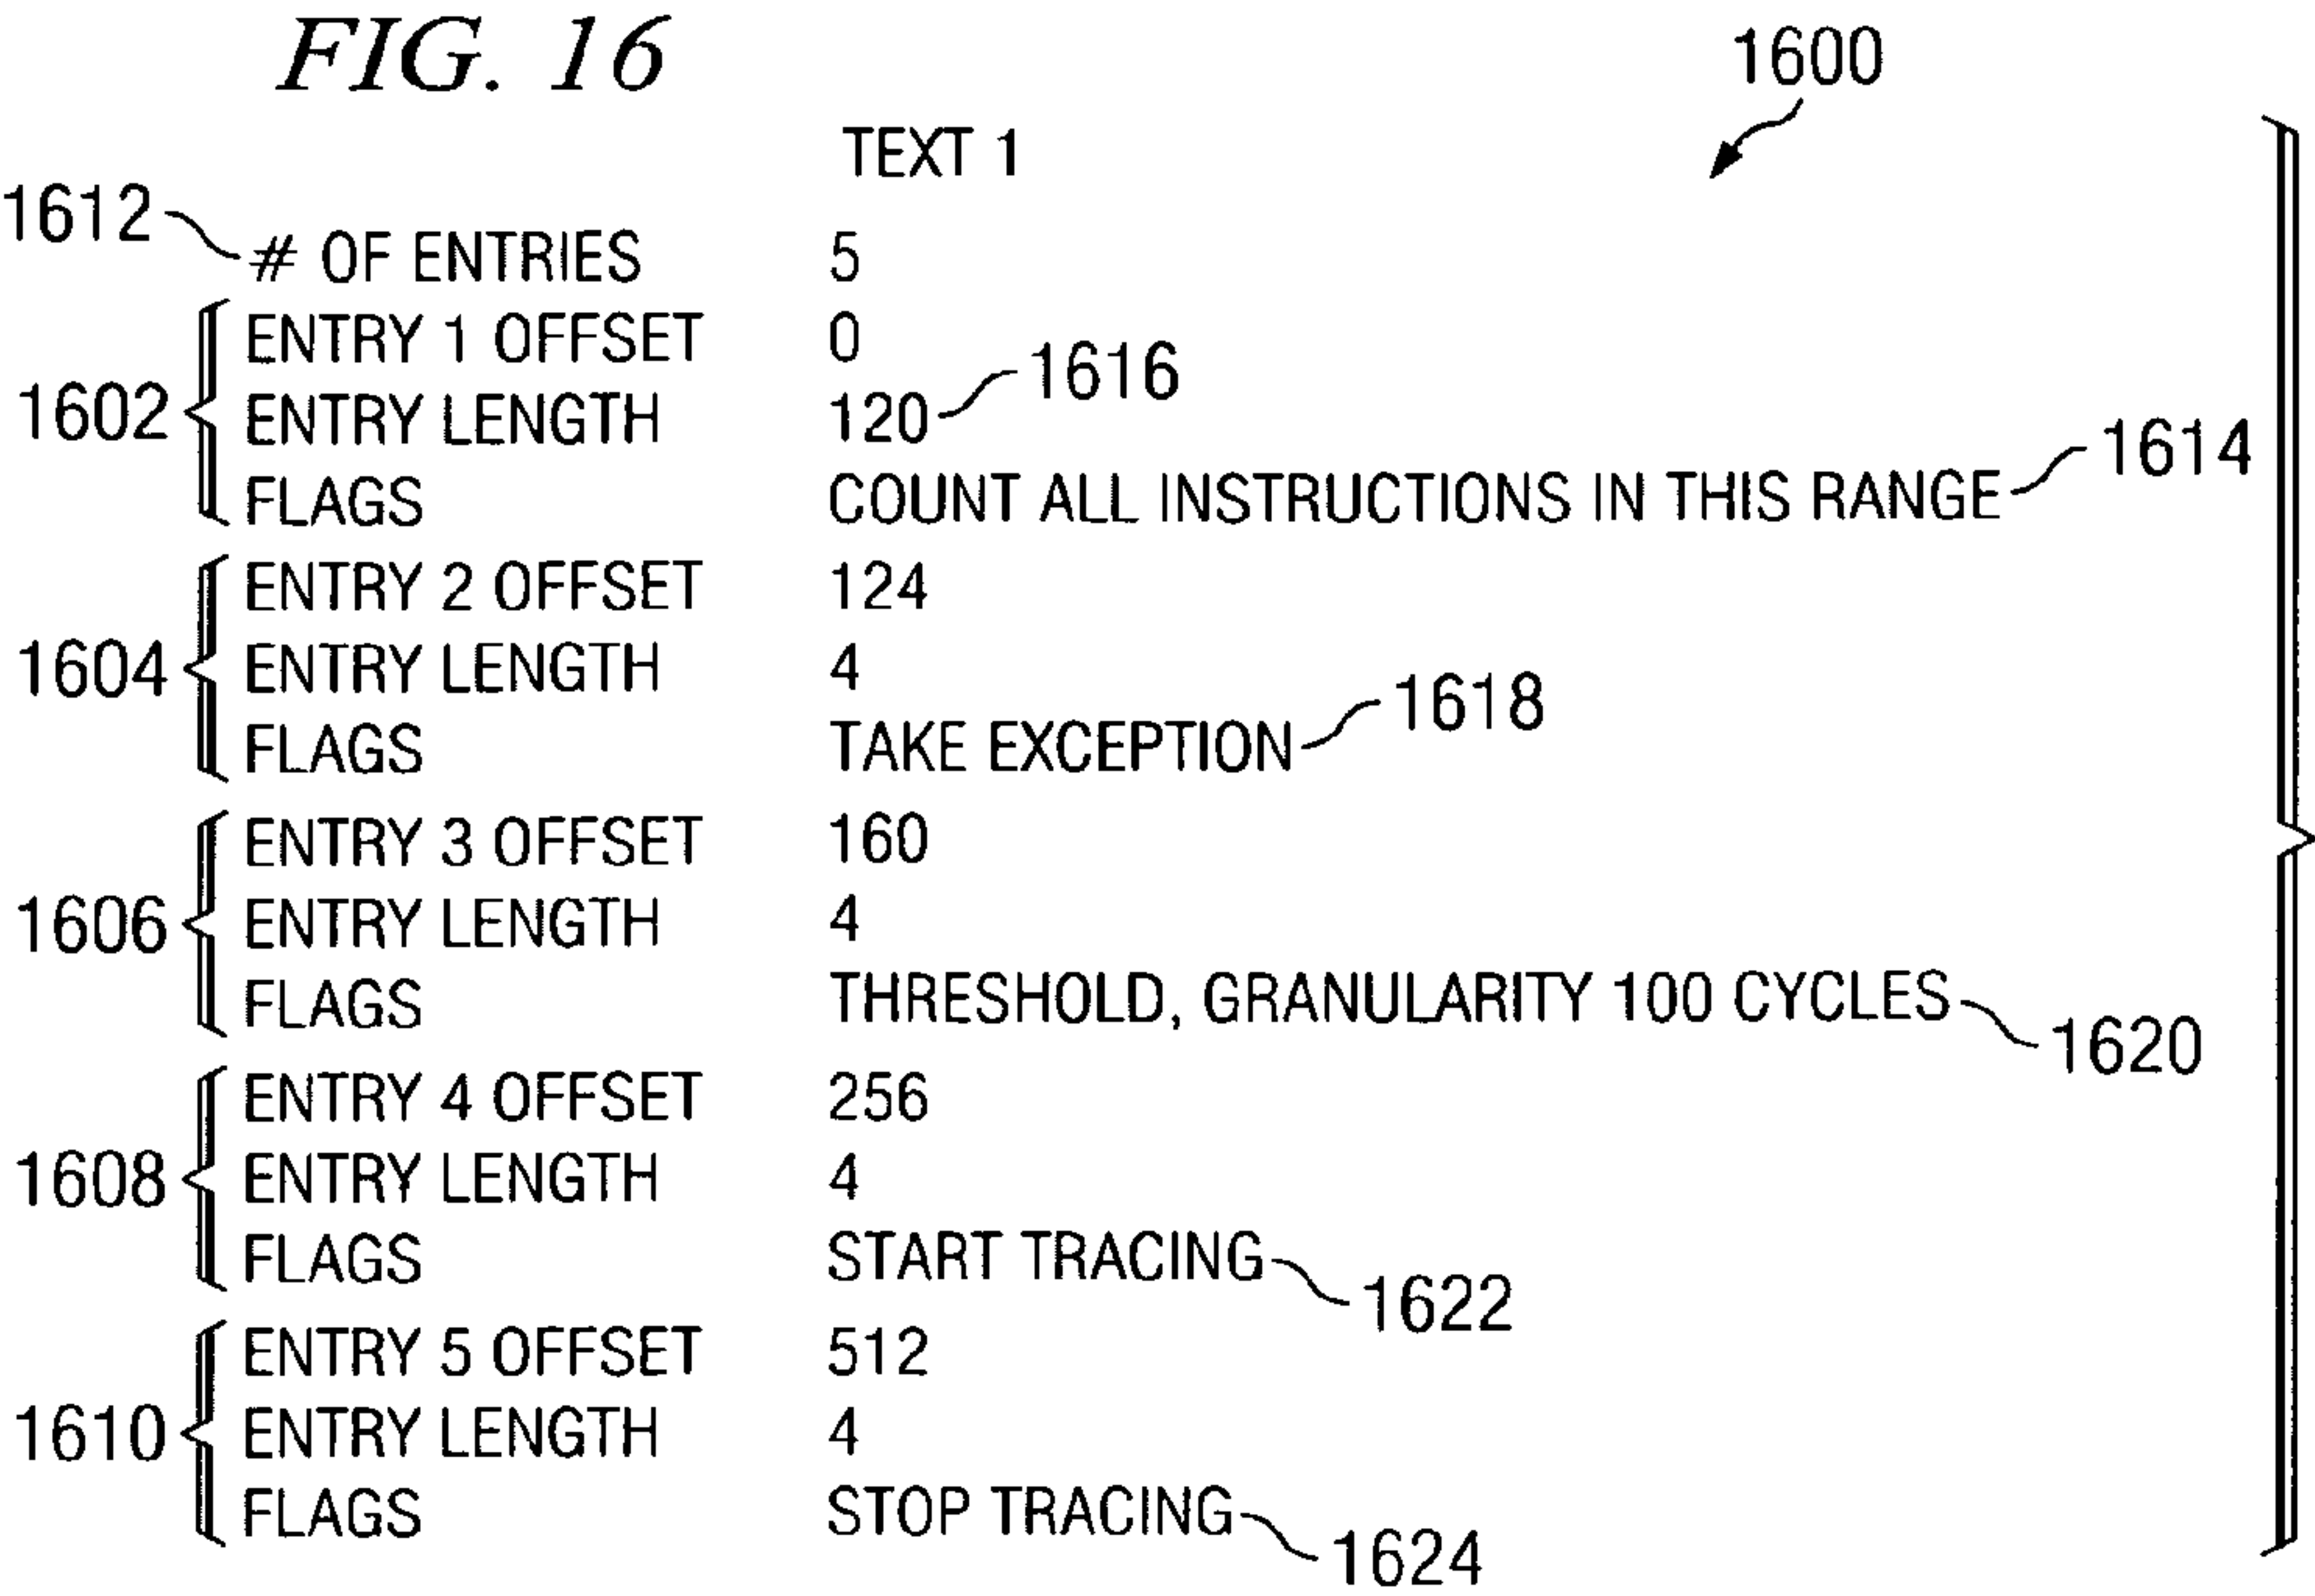 FIG. 16
1600
TEXT 1
1612
# OF ENTRIES 5
ENTRY 1 OFFSET 0
1616
1602 ENTRY LENGTH 120
1614
FLAGS COUNT ALL INSTRUCTIONS IN THIS RANGE
ENTRY 2 OFFSET 124
1604 ENTRY LENGTH 4
1618
FLAGS TAKE EXCEPTION
ENTRY 3 OFFSET 160
1606 ENTRY LENGTH 4
FLAGS THRESHOLD, GRANULARITY 100 CYCLES
1620
ENTRY 4 OFFSET 256
1608 ENTRY LENGTH 4
FLAGS START TRACING
1622
ENTRY 5 OFFSET 512
1610 ENTRY LENGTH 4
FLAGS STOP TRACING
1624